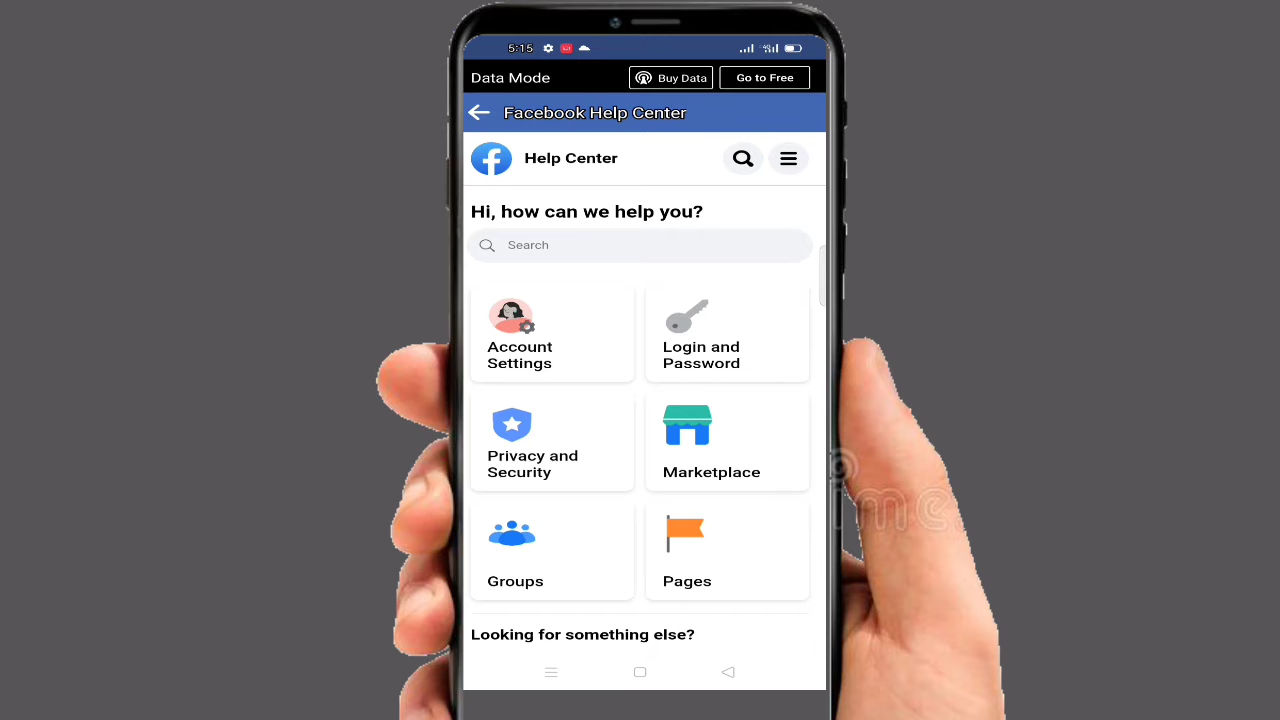 5:15
Data Mode
Buy Data
Go to Free
Facebook Help Center
Help Center
Hi, how can we help you?
Search
Account
Settings
Login and
Password
Privacy and
Security
Marketplace
Groups
Pages
Looking for something else?
ime